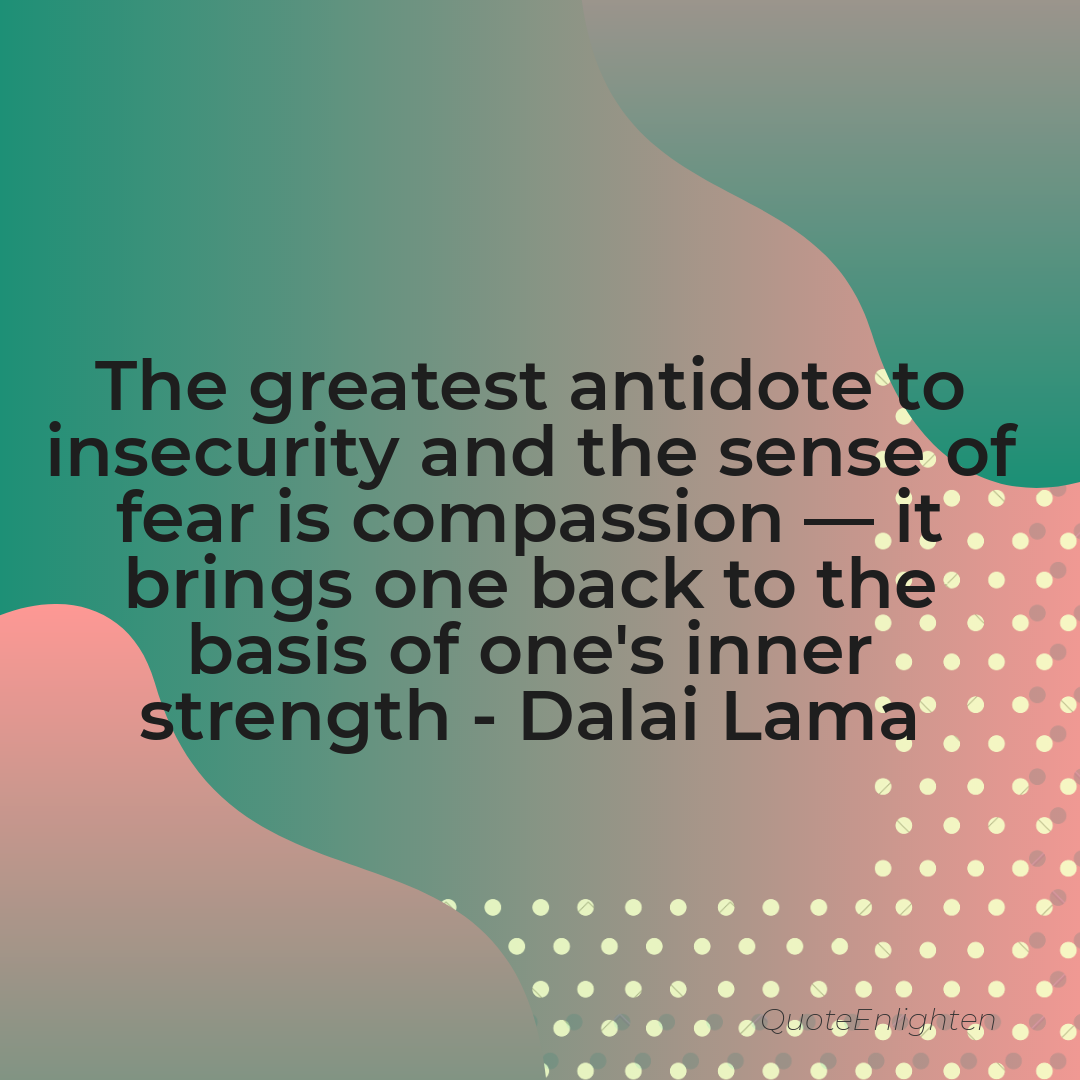 The greatest antidote to
insecurity and the sense of
fear is compassion — it
brings one back to the
basis of one's inner
strength - Dalai Lama
QuoteEnlighten